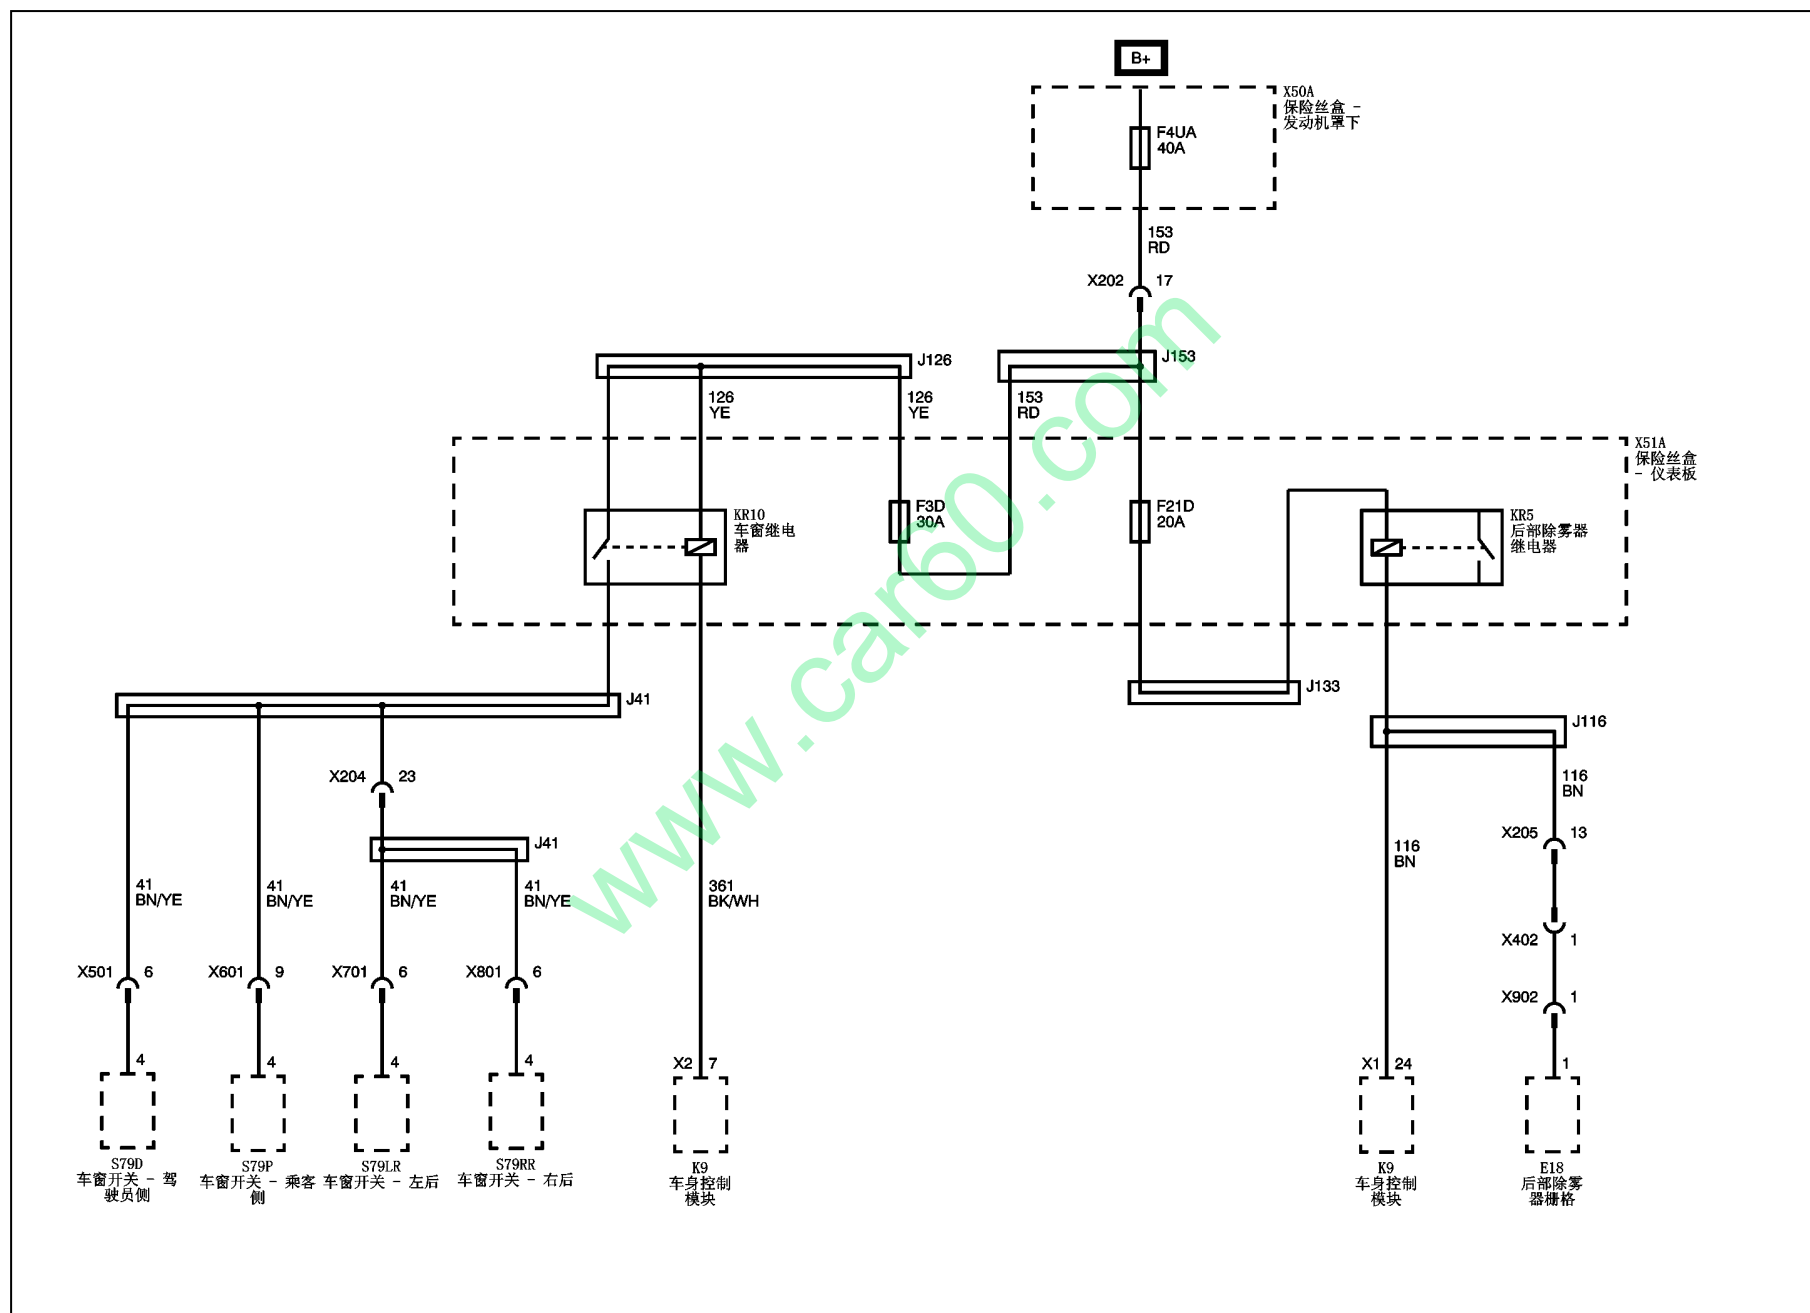 B+
X50A
保险丝盒 -
发动机罩下
F4UA
40A
153
RD
X202
17
J126
J153
126
YE
126
YE
153
RD
X51A
保险丝盒
- 仪表板
KR10
车窗继电
器
F3D
30A
F21D
20A
KR5
后部除雾器
继电器
J41
J133
J116
X204
23
116
BN
X205
13
J41
116
BN
41
BN/YE
41
BN/YE
41
BN/YE
41
BN/YE
361
BK/WH
X402
1
X501
6
X601
9
X701
6
X801
6
X902
1
4
4
4
4
X2
7
X1
24
1
S79D
车窗开关 - 驾
驶员侧
S79P
车窗开关 - 乘客
侧
S79LR
车窗开关 - 左后
S79RR
车窗开关 - 右后
K9
车身控制
模块
K9
车身控制
模块
E18
后部除雾
器栅格
www.car60.com